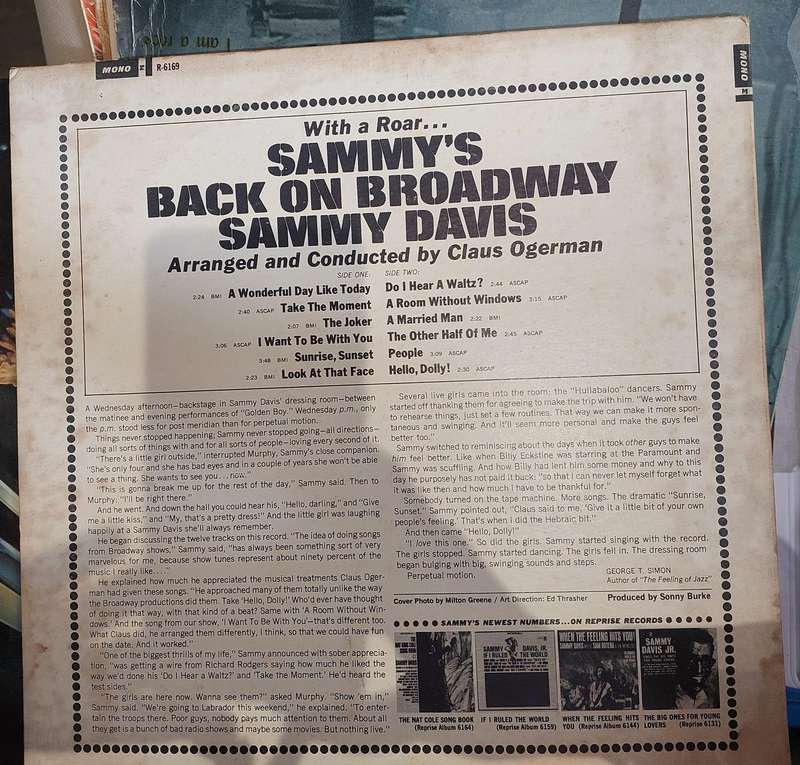 I am a roc
MONO
R-6169
MONO
With a Roar...
SAMMY'S
BACK ON BROADWAY
SAMMY DAVIS
Arranged and Conducted by Claus Ogerman
SIDE ONE:
2:24 BMI A Wonderful Day Like Today
2:40 ASCAP Take The Moment
2:07 BMI The Joker
3:06 ASCAP I Want To Be With You
3:48 BMI Sunrise, Sunset
2:23 BMI Look At That Face
SIDE TWO:
Do I Hear A Waltz? 2:44 ASCAP
A Room Without Windows 3:15 ASCAP
A Married Man 2:22 BMI
The Other Half Of Me 2:45 ASCAP
People 3:09 ASCAP
Hello, Dolly! 2:30 ASCAP
A Wednesday afternoon—backstage in Sammy Davis' dressing room—between
the matinee and evening performances of "Golden Boy." Wednesday p.m., only
the p.m. stood less for post meridian than for perpetual motion.
Things never stopped happening; Sammy never stopped going—all directions—
doing all sorts of things with and for all sorts of people—loving every second of it.
"There's a little girl outside," interrupted Murphy, Sammy's close companion.
"She's only four and she has bad eyes and in a couple of years she won't be able
to see a thing. She wants to see you . . . now."
"This is gonna break me up for the rest of the day," Sammy said. Then to
Murphy: "I'll be right there."
And he went. And down the hall you could hear his, "Hello, darling," and "Give
me a little kiss," and "My, that's a pretty dress!" And the little girl was laughing
happily at a Sammy Davis she'll always remember.
He began discussing the twelve tracks on this record. "The idea of doing songs
from Broadway shows," Sammy said, "has always been something sort of very
marvelous for me, because show tunes represent about ninety percent of the
music I really like. . . ."
He explained how much he appreciated the musical treatments Claus Oger-
man had given these songs. "He approached many of them totally unlike the way
the Broadway productions did them. Take 'Hello, Dolly!' Who'd ever have thought
of doing it that way, with that kind of a beat? Same with 'A Room Without Win-
dows.' And the song from our show, 'I Want To Be With You'—that's different too.
What Claus did, he arranged them differently, I think, so that we could have fun
on the date. And it worked."
"One of the biggest thrills of my life," Sammy announced with sober apprecia-
tion, "was getting a wire from Richard Rodgers saying how much he liked the
way we'd done his 'Do I Hear a Waltz?' and 'Take the Moment.' He'd heard the
test sides."
"The girls are here now. Wanna see them?" asked Murphy. "Show 'em in,"
Sammy said. "We're going to Labrador this weekend," he explained. "To enter-
tain the troops there. Poor guys, nobody pays much attention to them. About all
they get is a bunch of bad radio shows and maybe some movies. But nothing live."
Several live girls came into the room: the "Hullabaloo" dancers. Sammy
started off thanking them for agreeing to make the trip with him. "We won't have
to rehearse things, just set a few routines. That way we can make it more spon-
taneous and swinging. And it'll seem more personal and make the guys feel
better too."
Sammy switched to reminiscing about the days when it took other guys to make
him feel better. Like when Billy Eckstine was starring at the Paramount and
Sammy was scuffling. And how Billy had lent him some money and why to this
day he purposely has not paid it back: "so that I can never let myself forget what
it was like then and how much I have to be thankful for."
Somebody turned on the tape machine. More songs. The dramatic "Sunrise,
Sunset." Sammy pointed out, "Claus said to me, 'Give it a little bit of your own
people's feeling.' That's when I did the Hebraic bit."
And then came "Hello, Dolly!"
"I love this one." So did the girls. Sammy started singing with the record.
The girls stopped. Sammy started dancing. The girls fell in. The dressing room
began bulging with big, swinging sounds and steps.
Perpetual motion.
GEORGE T. SIMON
Author of "The Feeling of Jazz"
Cover Photo by Milton Greene / Art Direction: Ed Thrasher
Produced by Sonny Burke
SAMMY'S NEWEST NUMBERS...ON REPRISE RECORDS
SAMMY DAVIS, JR.
IF I RULED THE WORLD
WHEN THE FEELING HITS YOU!
SAMMY DAVIS JR.
THE NAT COLE SONG BOOK
(Reprise Album 6164)
IF I RULED THE WORLD
(Reprise Album 6159)
WHEN THE FEELING HITS
YOU (Reprise Album 6144)
THE BIG ONES FOR YOUNG
LOVERS (Reprise 6131)